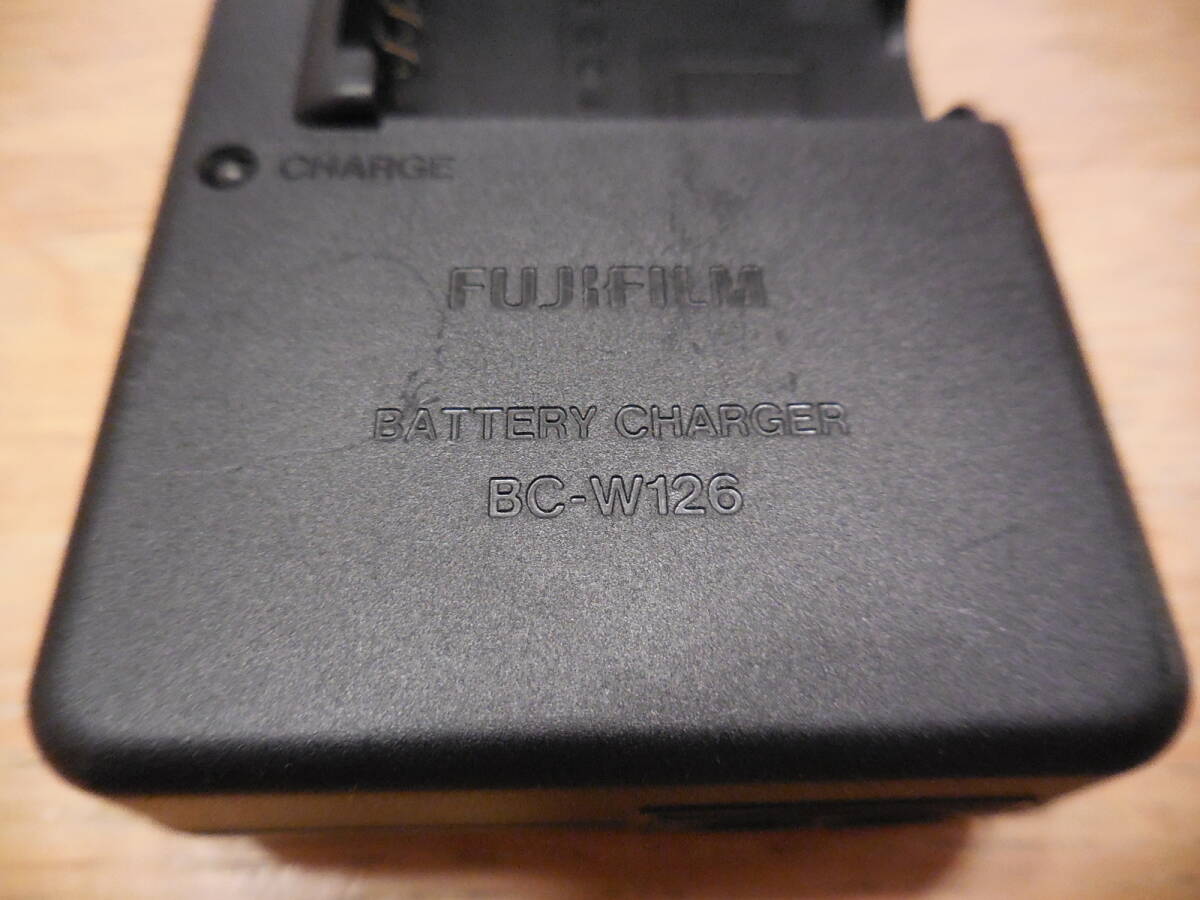 CHARGE
FUJIFILM
BATTERY CHARGER
BC-W126